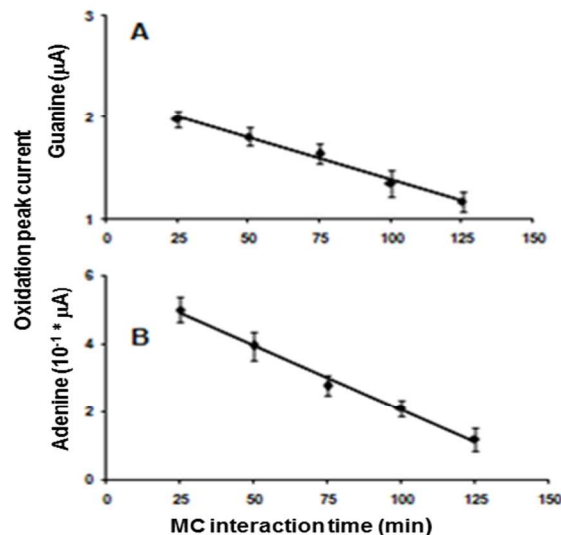 3
A
2
1
0 25 50 75 100 125 150
Guanine (µA)
Oxidation peak current
6
B
4
2
0
0 25 50 75 100 125 150
Adenine (10⁻¹ * µA)
MC interaction time (min)